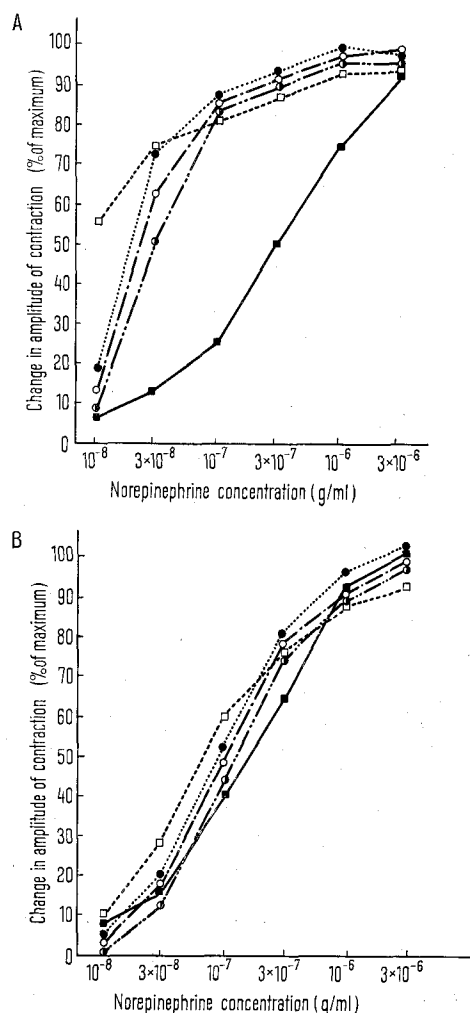 A
Change in amplitude of contraction (% of maximum)
100
90
80
70
60
50
40
30
20
10
0
10⁻⁸ 3×10⁻⁸ 10⁻⁷ 3×10⁻⁷ 10⁻⁶ 3×10⁻⁶
Norepinephrine concentration (g/ml)
B
Change in amplitude of contraction (% of maximum)
100
90
80
70
60
50
40
30
20
10
0
10⁻⁸ 3×10⁻⁸ 10⁻⁷ 3×10⁻⁷ 10⁻⁶ 3×10⁻⁶
Norepinephrine concentration (g/ml)